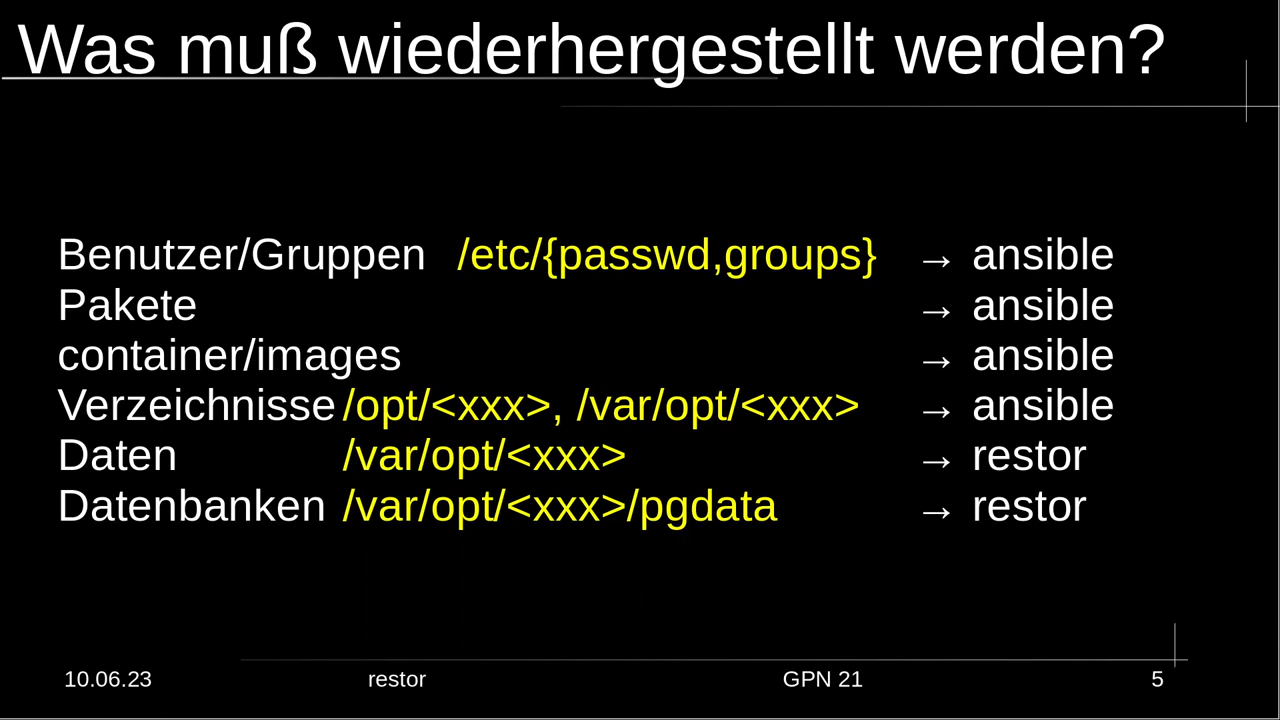 Was muß wiederhergestellt werden?
Benutzer/Gruppen /etc/{passwd,groups} → ansible
Pakete → ansible
container/images → ansible
Verzeichnisse /opt/<xxx>, /var/opt/<xxx> → ansible
Daten /var/opt/<xxx> → restor
Datenbanken /var/opt/<xxx>/pgdata → restor
10.06.23 restor GPN 21 5